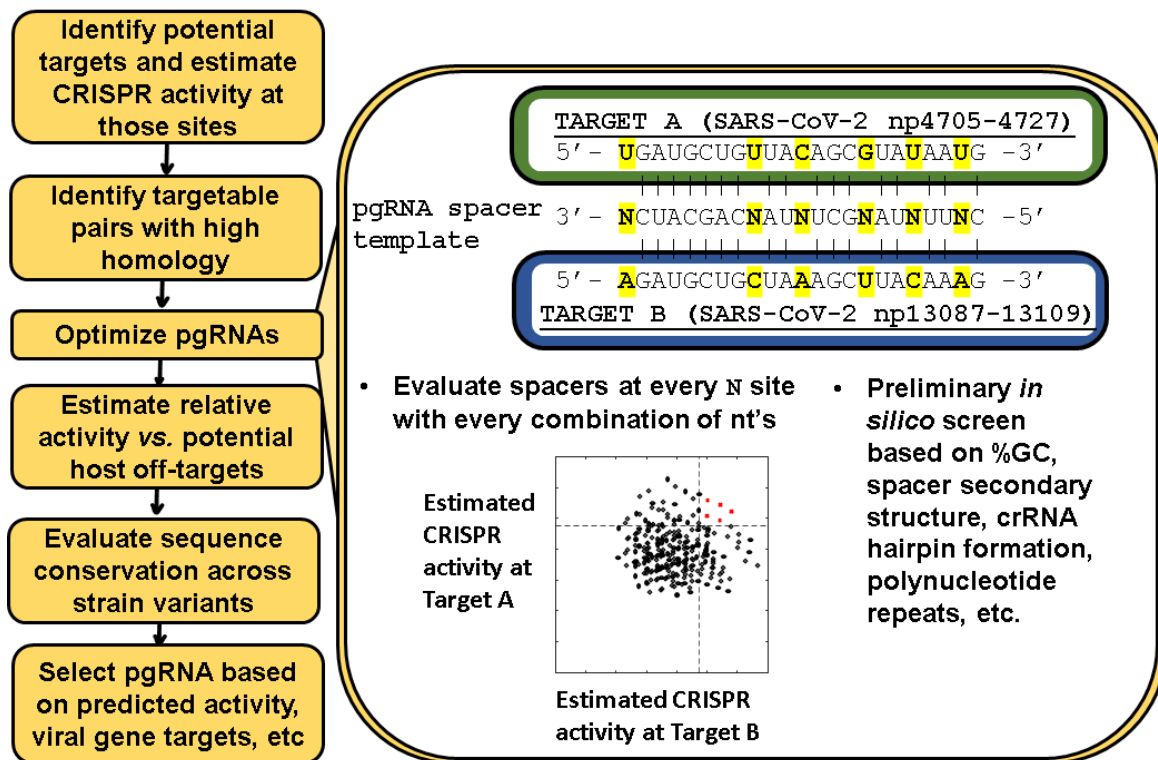 Identify potential
targets and estimate
CRISPR activity at
those sites
Identify targetable
pairs with high
homology
Optimize pgRNAs
Estimate relative
activity vs. potential
host off-targets
Evaluate sequence
conservation across
strain variants
Select pgRNA based
on predicted activity,
viral gene targets, etc
TARGET A (SARS-CoV-2 np4705-4727)
5’- UGAUGCUGUUACAGCGUAUAAUG -3’
pgRNA spacer
template
3’- NCUACGACNAUNUCGNAUNUUNC -5’
5’- AGAUGCUGCUAAAGCUUACAAAG -3’
TARGET B (SARS-CoV-2 np13087-13109)
• Evaluate spacers at every N site
with every combination of nt’s
Estimated
CRISPR
activity at
Target A
Estimated CRISPR
activity at Target B
• Preliminary in
silico screen
based on %GC,
spacer secondary
structure, crRNA
hairpin formation,
polynucleotide
repeats, etc.